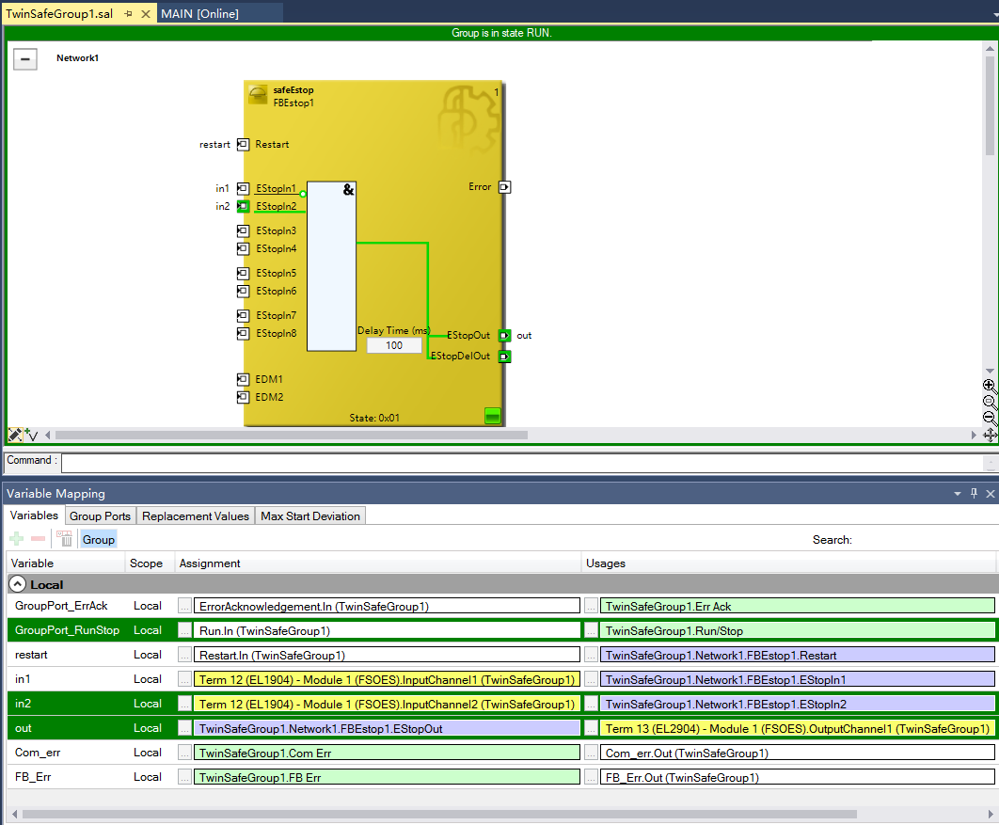 TwinSafeGroup1.sal MAIN [Online]
Group is in state RUN.
Network1
safeEstop 1
FBEstop1
restart Restart
Error
in1 EStopIn1 &
in2 EStopIn2
EStopIn3
EStopIn4
EStopIn5
EStopIn6
EStopIn7
EStopIn8
Delay Time (ms)
100
EStopOut out
EStopDelOut
EDM1
EDM2
State: 0x01
Command :
Variable Mapping
Variables Group Ports Replacement Values Max Start Deviation
Group Search:
Variable Scope Assignment Usages
Local
GroupPort_ErrAck Local ... ErrorAcknowledgement.In (TwinSafeGroup1) ... TwinSafeGroup1.Err Ack
GroupPort_RunStop Local ... Run.In (TwinSafeGroup1) ... TwinSafeGroup1.Run/Stop
restart Local ... Restart.In (TwinSafeGroup1) ... TwinSafeGroup1.Network1.FBEstop1.Restart
in1 Local ... Term 12 (EL1904) - Module 1 (FSOES).InputChannel1 (TwinSafeGroup1) ... TwinSafeGroup1.Network1.FBEstop1.EStopIn1
in2 Local ... Term 12 (EL1904) - Module 1 (FSOES).InputChannel2 (TwinSafeGroup1) ... TwinSafeGroup1.Network1.FBEstop1.EStopIn2
out Local ... TwinSafeGroup1.Network1.FBEstop1.EStopOut ... Term 13 (EL2904) - Module 1 (FSOES).OutputChannel1 (TwinSafeGroup1)
Com_err Local ... TwinSafeGroup1.Com Err ... Com_err.Out (TwinSafeGroup1)
FB_Err Local ... TwinSafeGroup1.FB Err ... FB_Err.Out (TwinSafeGroup1)